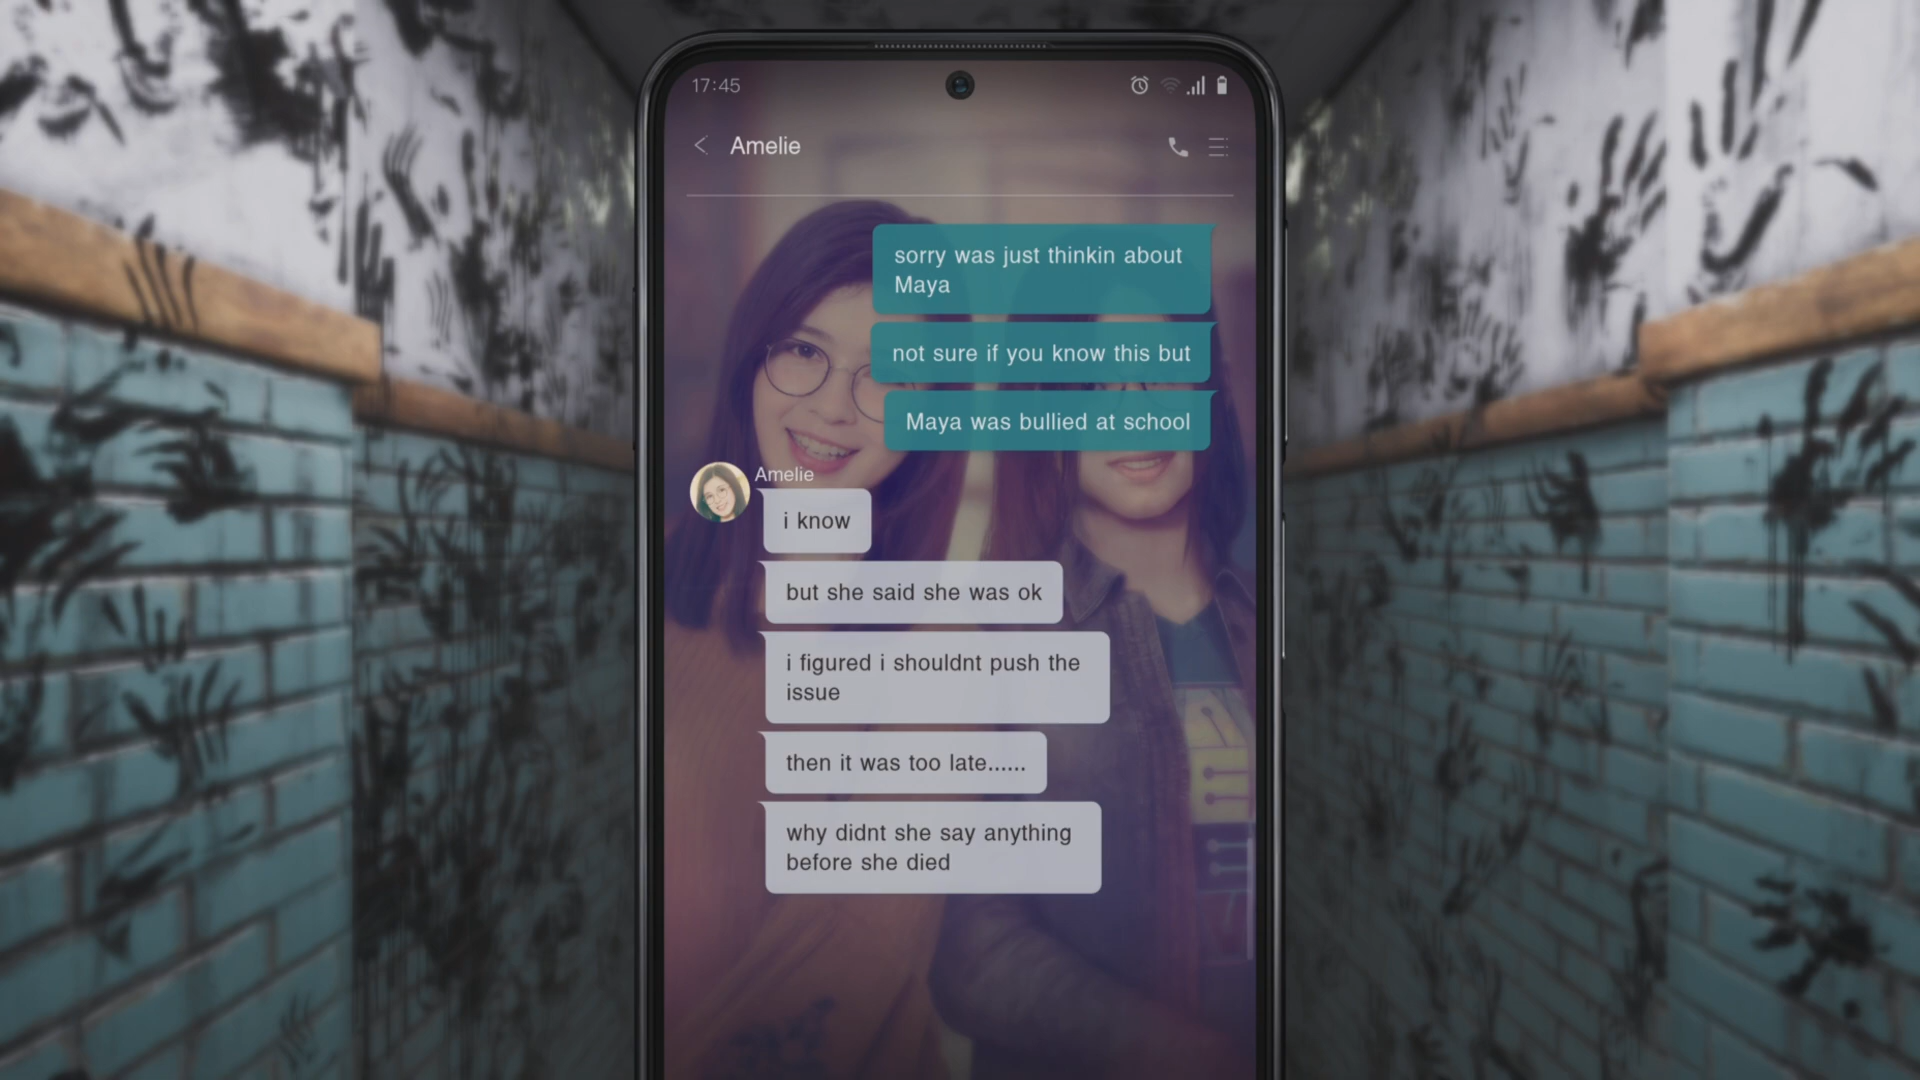 17:45
Amelie
sorry was just thinkin about
Maya
not sure if you know this but
Maya was bullied at school
Amelie
i know
but she said she was ok
i figured i shouldnt push the
issue
then it was too late......
why didnt she say anything
before she died